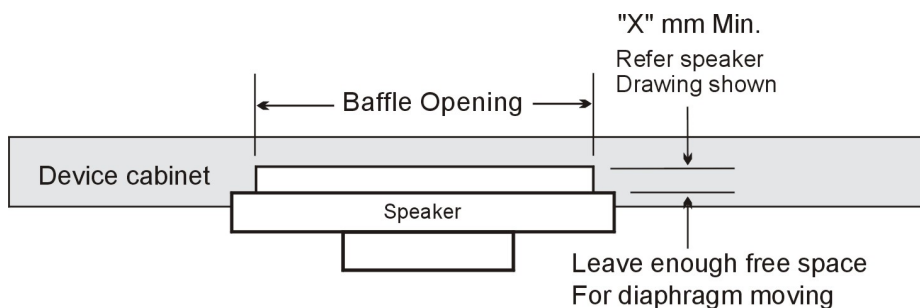 "X" mm Min.
Refer speaker
Drawing shown
Baffle Opening
Device cabinet
Speaker
Leave enough free space
For diaphragm moving